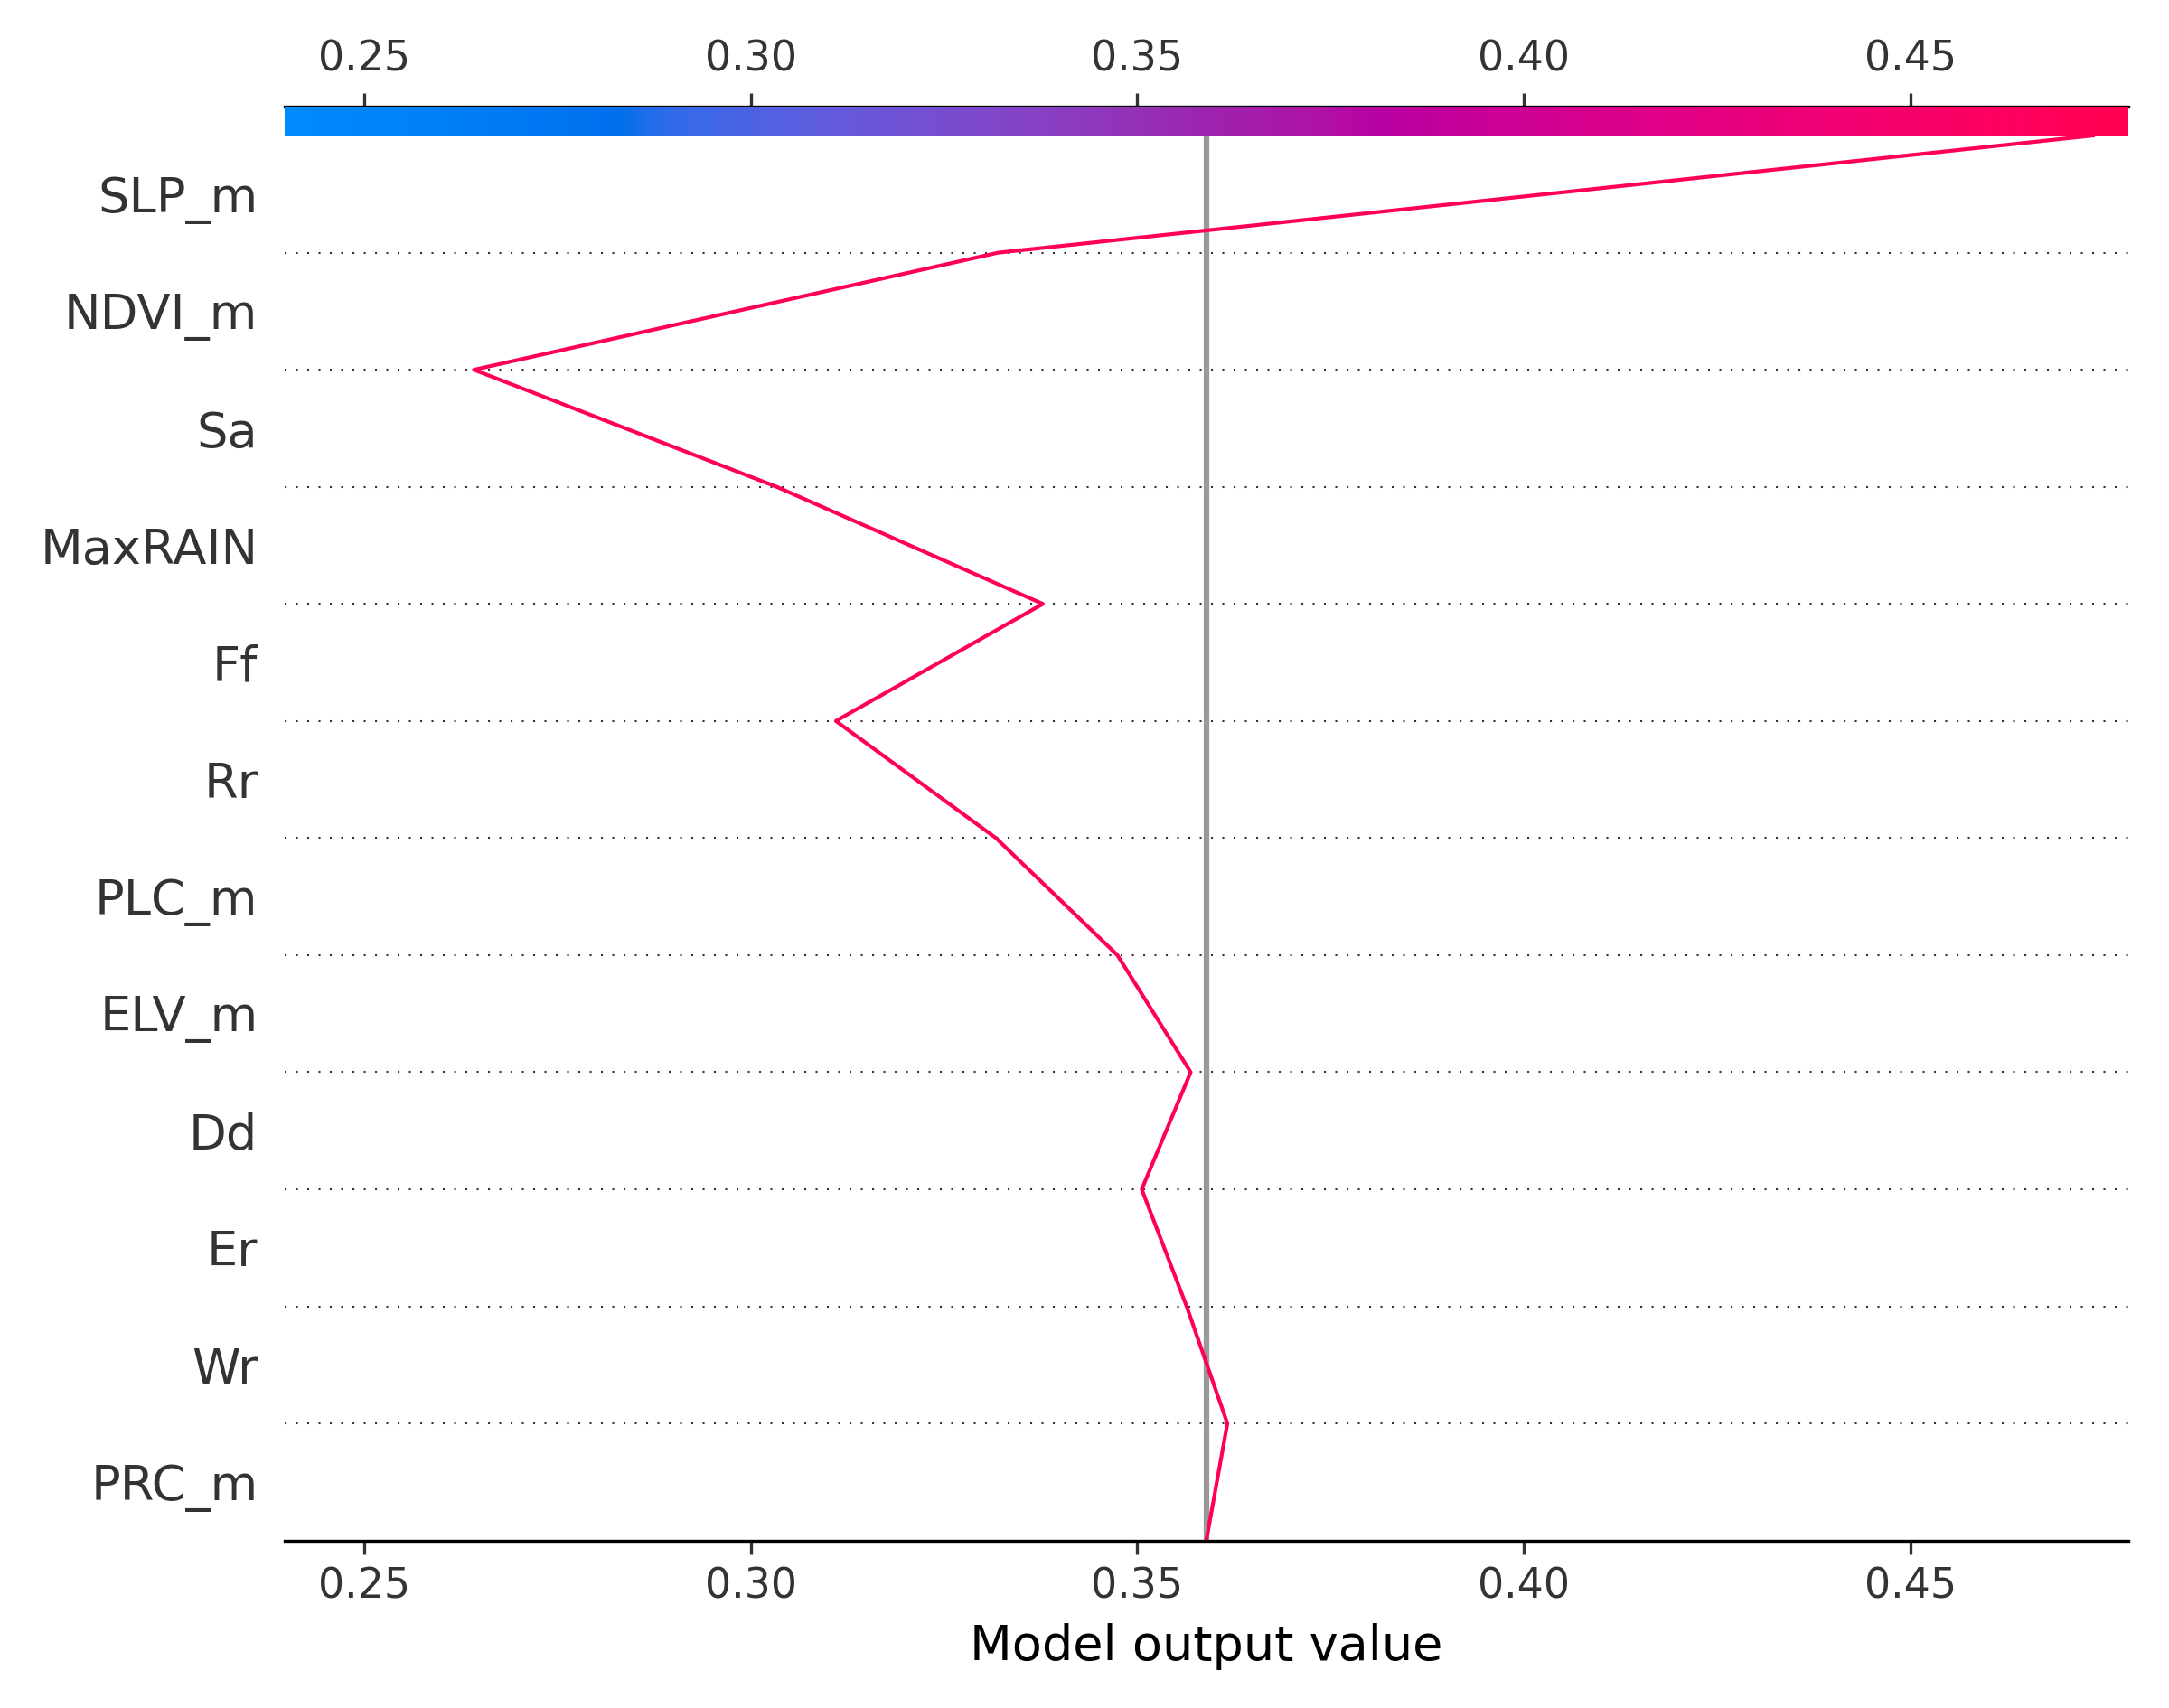 0.25 0.30 0.35 0.40 0.45
SLP_m
NDVI_m
Sa
MaxRAIN
Ff
Rr
PLC_m
ELV_m
Dd
Er
Wr
PRC_m
0.25 0.30 0.35 0.40 0.45
Model output value